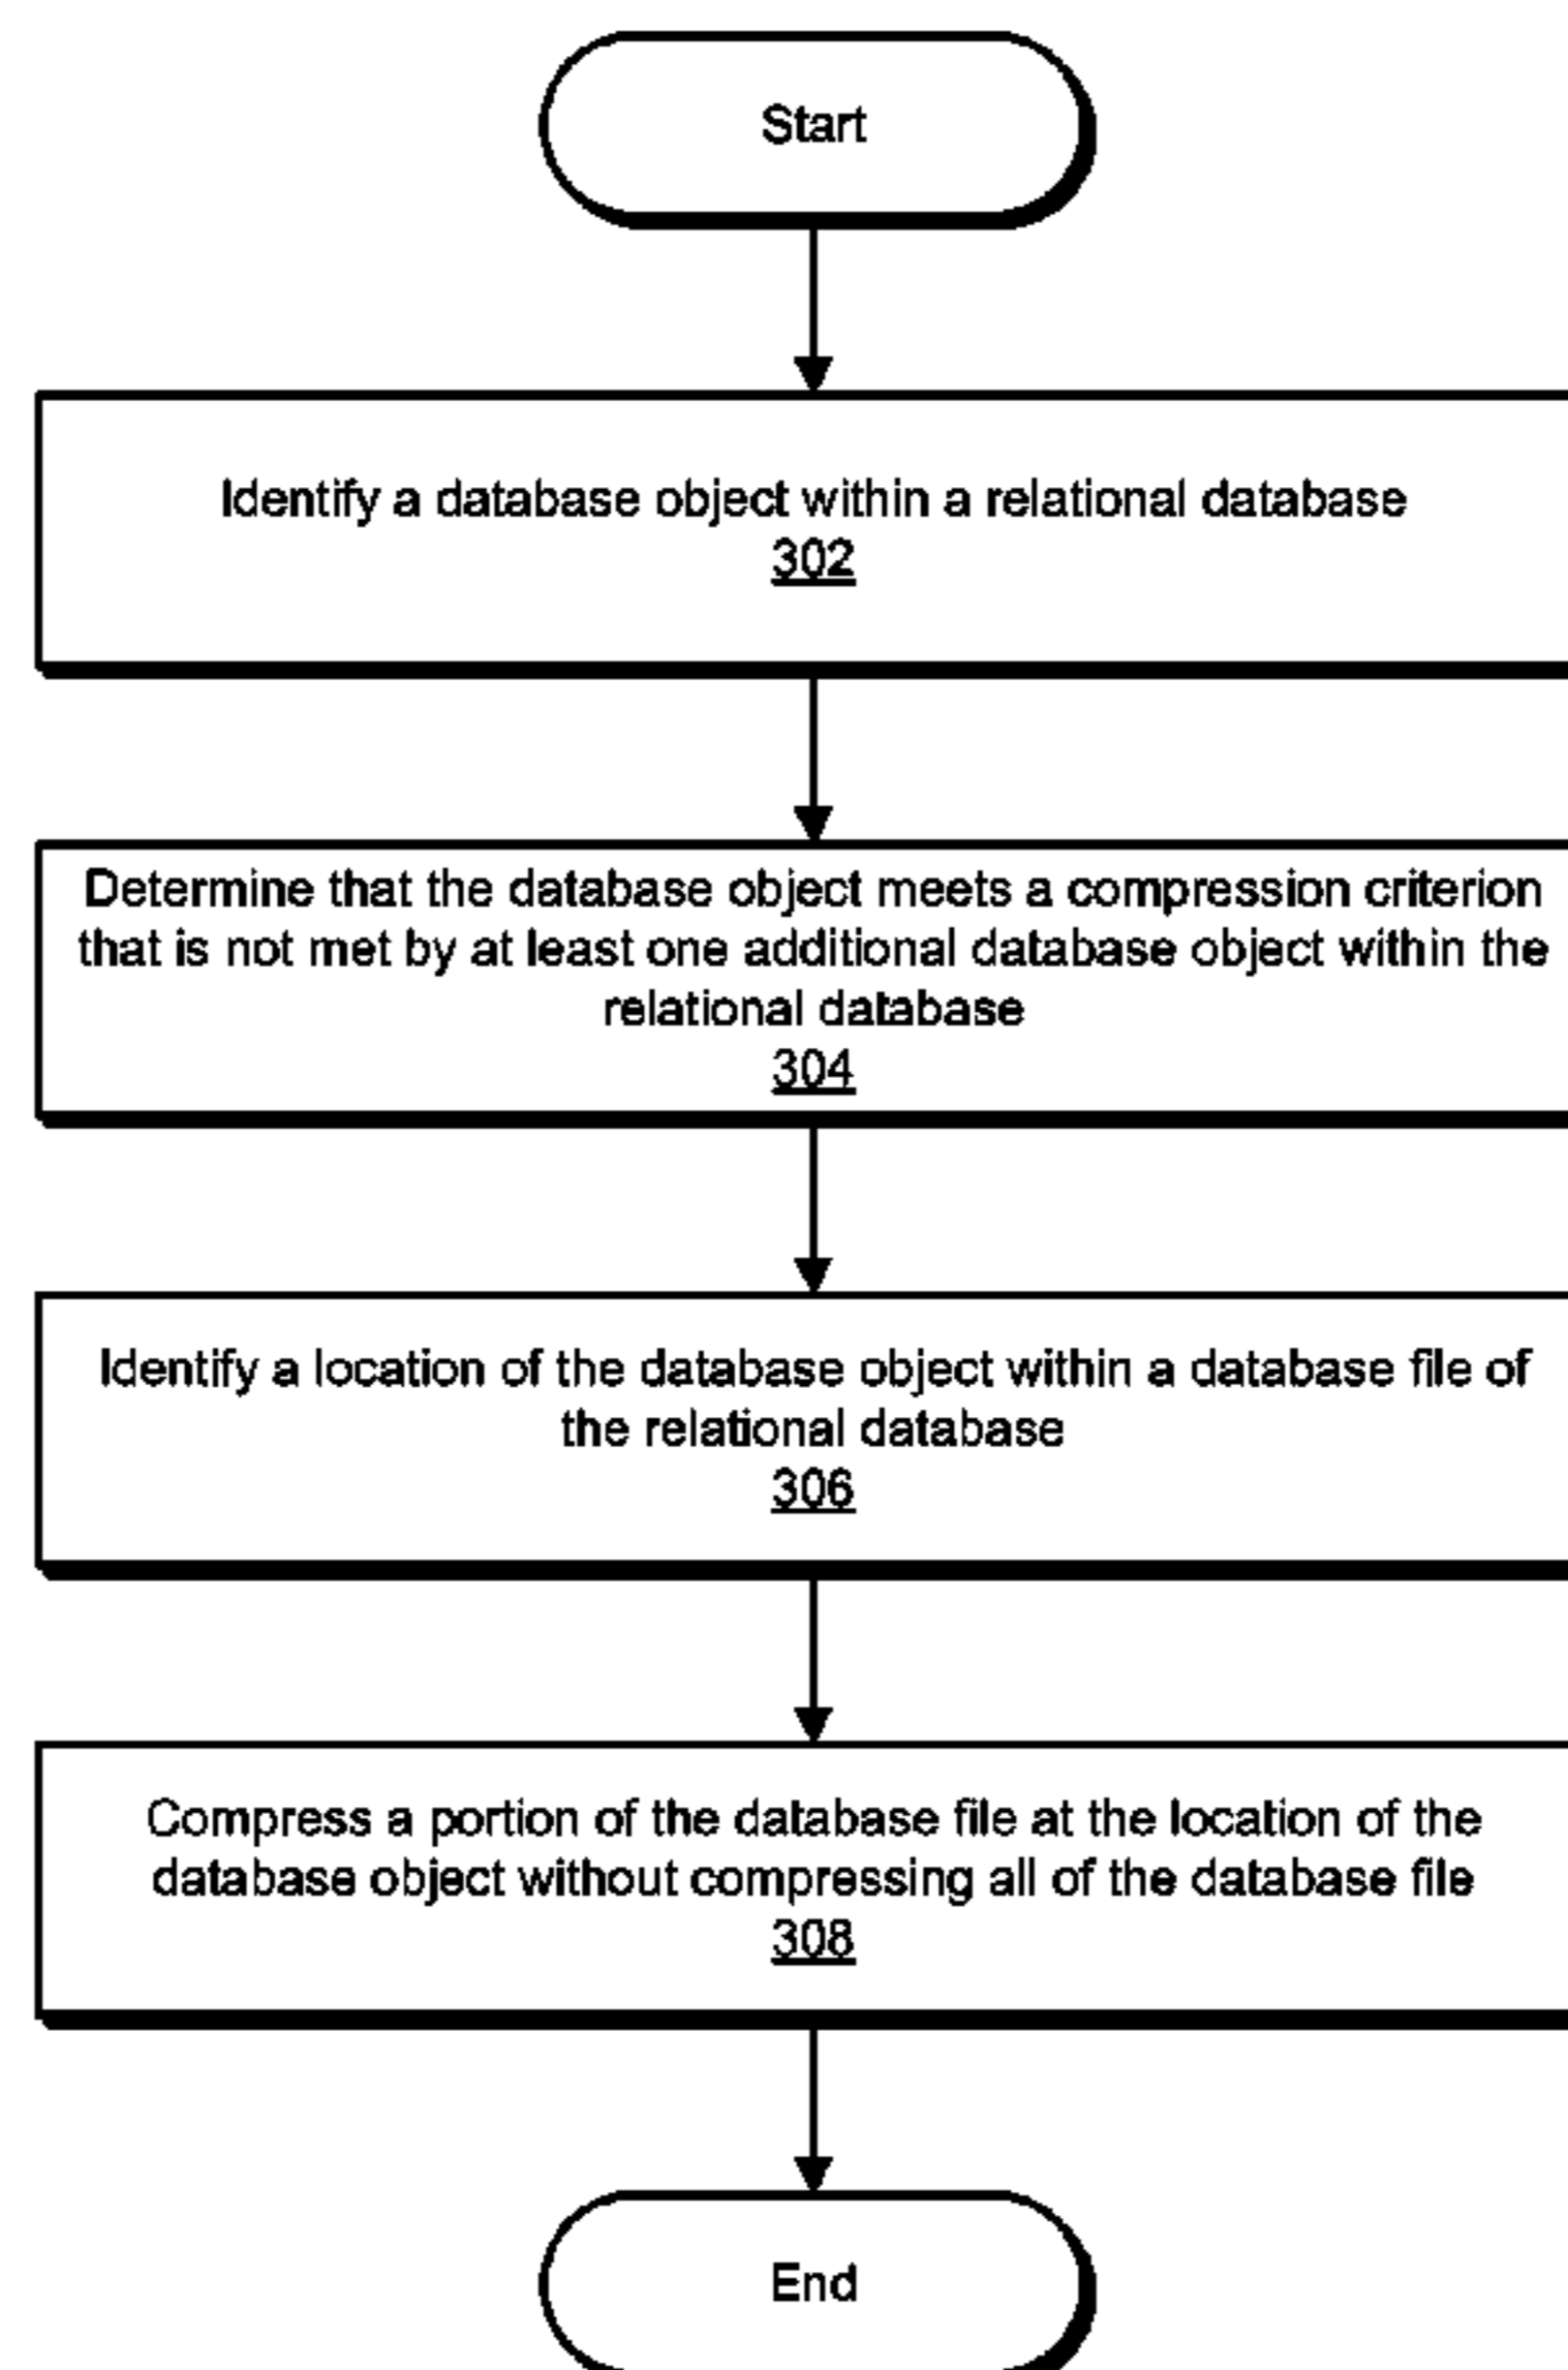 Start
Identify a database object within a relational database
302
Determine that the database object meets a compression criterion
that is not met by at least one additional database object within the
relational database
304
Identify a location of the database object within a database file of
the relational database
306
Compress a portion of the database file at the location of the
database object without compressing all of the database file
308
End